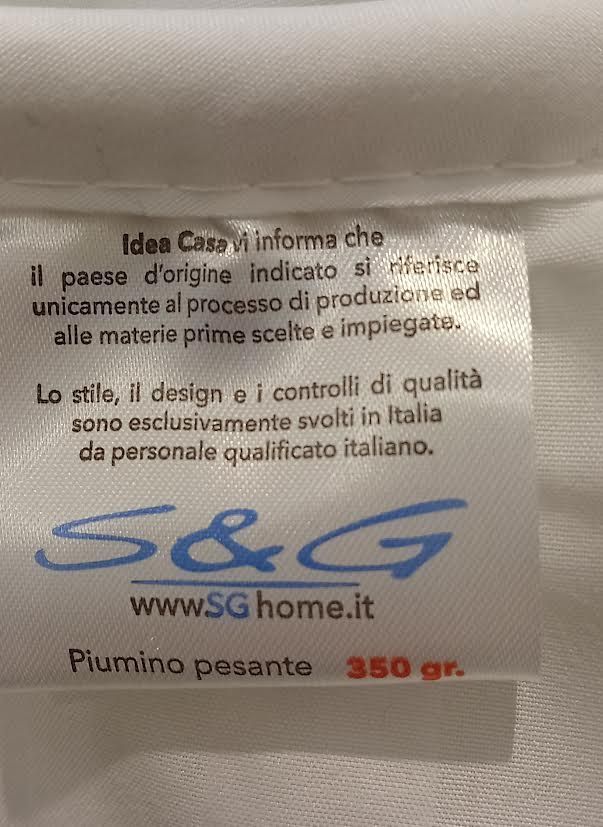 Idea Casa vi informa che
il paese d'origine indicato si riferisce
unicamente al processo di produzione ed
alle materie prime scelte e impiegate.
Lo stile, il design e i controlli di qualità
sono esclusivamente svolti in Italia
da personale qualificato italiano.
S&G
www.SGhome.it
Piumino pesante 350 gr.